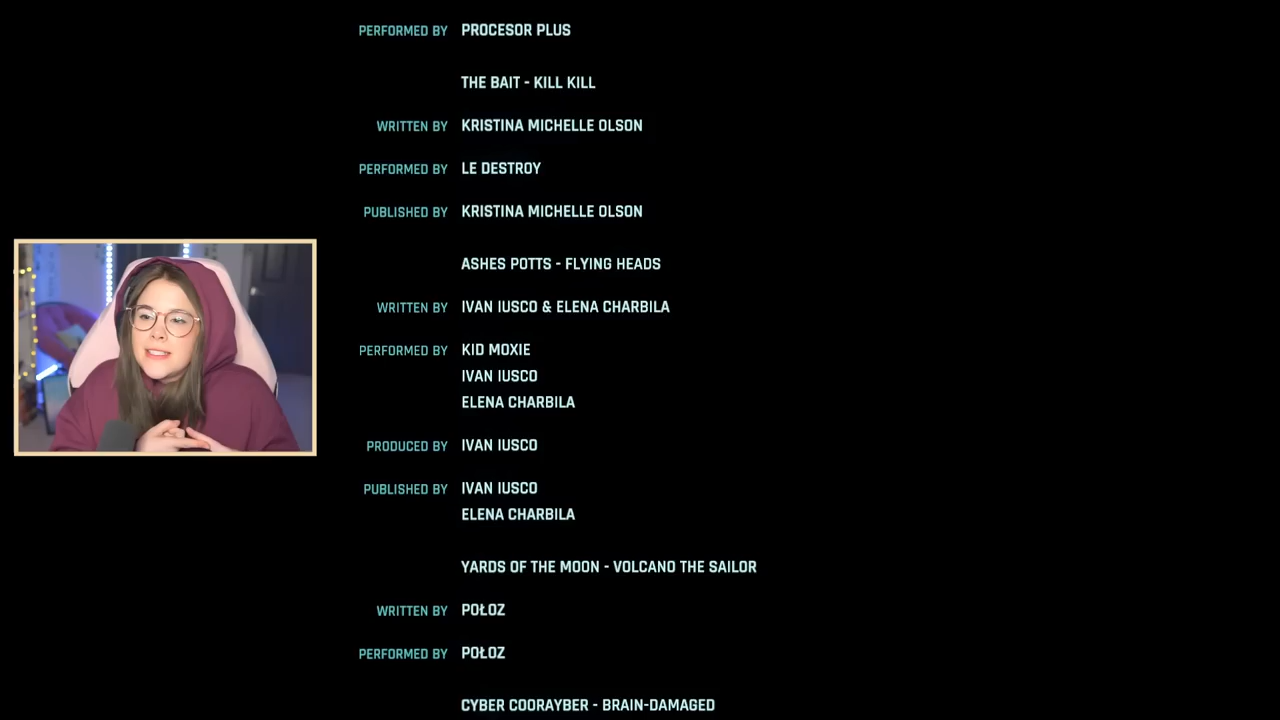 PERFORMED BY PROCESOR PLUS
THE BAIT - KILL KILL
WRITTEN BY KRISTINA MICHELLE OLSON
PERFORMED BY LE DESTROY
PUBLISHED BY KRISTINA MICHELLE OLSON
ASHES POTTS - FLYING HEADS
WRITTEN BY IVAN IUSCO & ELENA CHARBILA
PERFORMED BY KID MOXIE
IVAN IUSCO
ELENA CHARBILA
PRODUCED BY IVAN IUSCO
PUBLISHED BY IVAN IUSCO
ELENA CHARBILA
YARDS OF THE MOON - VOLCANO THE SAILOR
WRITTEN BY POŁOZ
PERFORMED BY POŁOZ
CYBER COORAYBER - BRAIN-DAMAGED